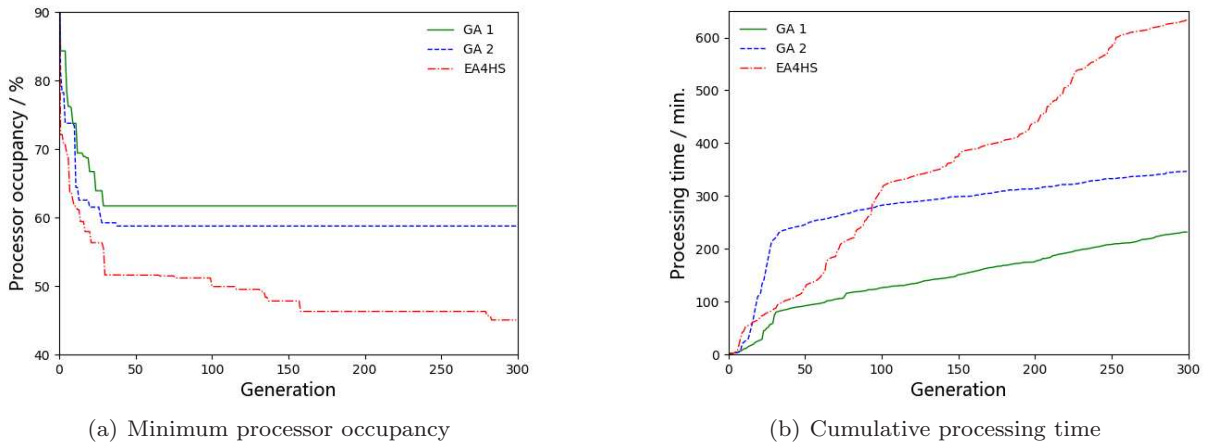 90
80
70
60
50
40
Processor occupancy / %
GA 1
GA 2
EA4HS
0 50 100 150 200 250 300
Generation
(a) Minimum processor occupancy
600
500
400
300
200
100
0
Processing time / min.
GA 1
GA 2
EA4HS
0 50 100 150 200 250 300
Generation
(b) Cumulative processing time